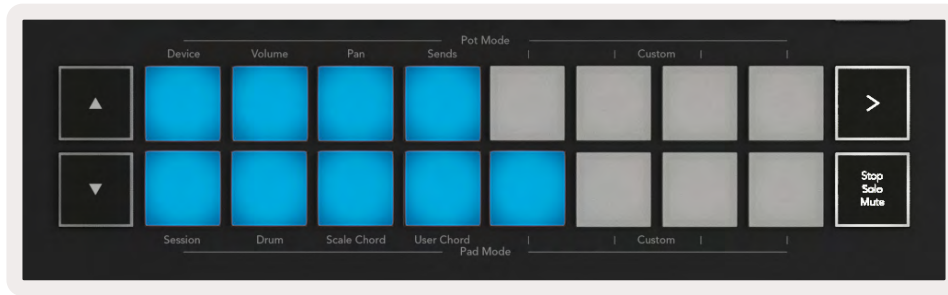 Pot Mode
Device Volume Pan Sends Custom
▲ >
▼ Stop
Solo
Mute
Session Drum Scale Chord User Chord Custom
Pad Mode